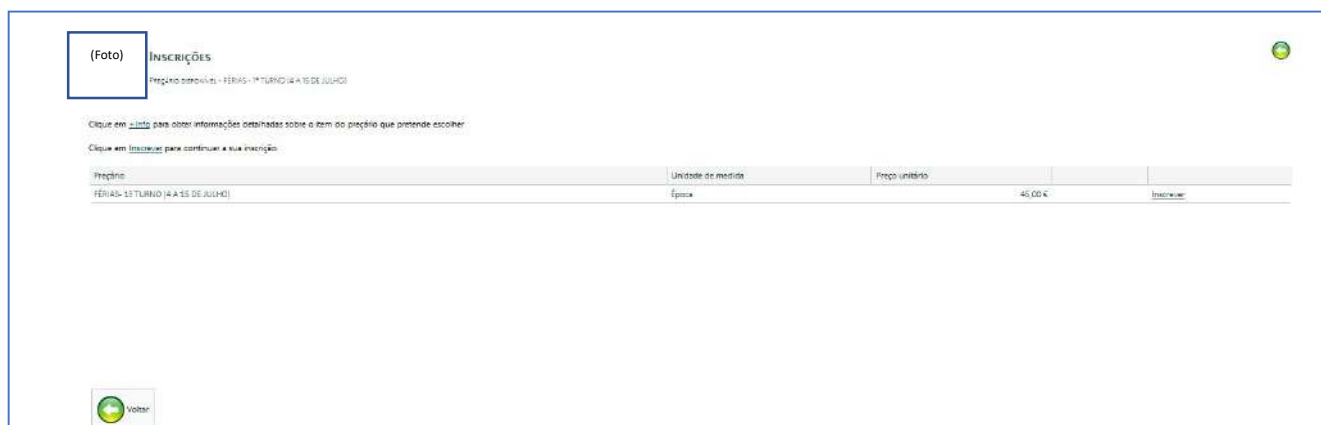 (Foto)
INSCRIÇÕES
PREÇÁRIO DISPONÍVEL - FÉRIAS - 1º TURNO (4 A 15 DE JULHO)
Clique em +info para obter informações detalhadas sobre o item do preçário que pretende escolher
Clique em Inscrever para continuar a sua inscrição
Preçário Unidade de medida Preço unitário
FÉRIAS- 1º TURNO (4 A 15 DE JULHO) Época 45,00 € Inscrever
Voltar